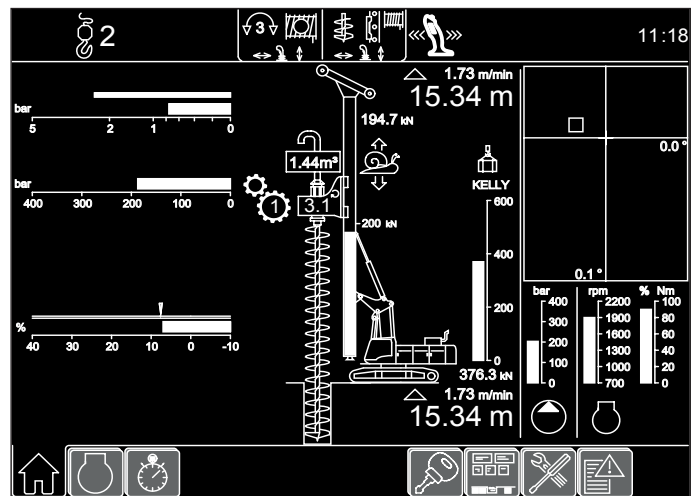 2
3
11:18
1.73 m/min
15.34 m
194.7 kN
bar
5 2 1 0
1.44m³
KELLY
0.0°
bar
400 300 200 100 0
1
3.1
200 kN
600
400
200
0
0.1°
376.3 kN
bar
400
300
200
100
0
rpm
2200
1900
1600
1300
1000
700
% Nm
100
80
60
40
20
0
%
40 30 20 10 0 -10
1.73 m/min
15.34 m